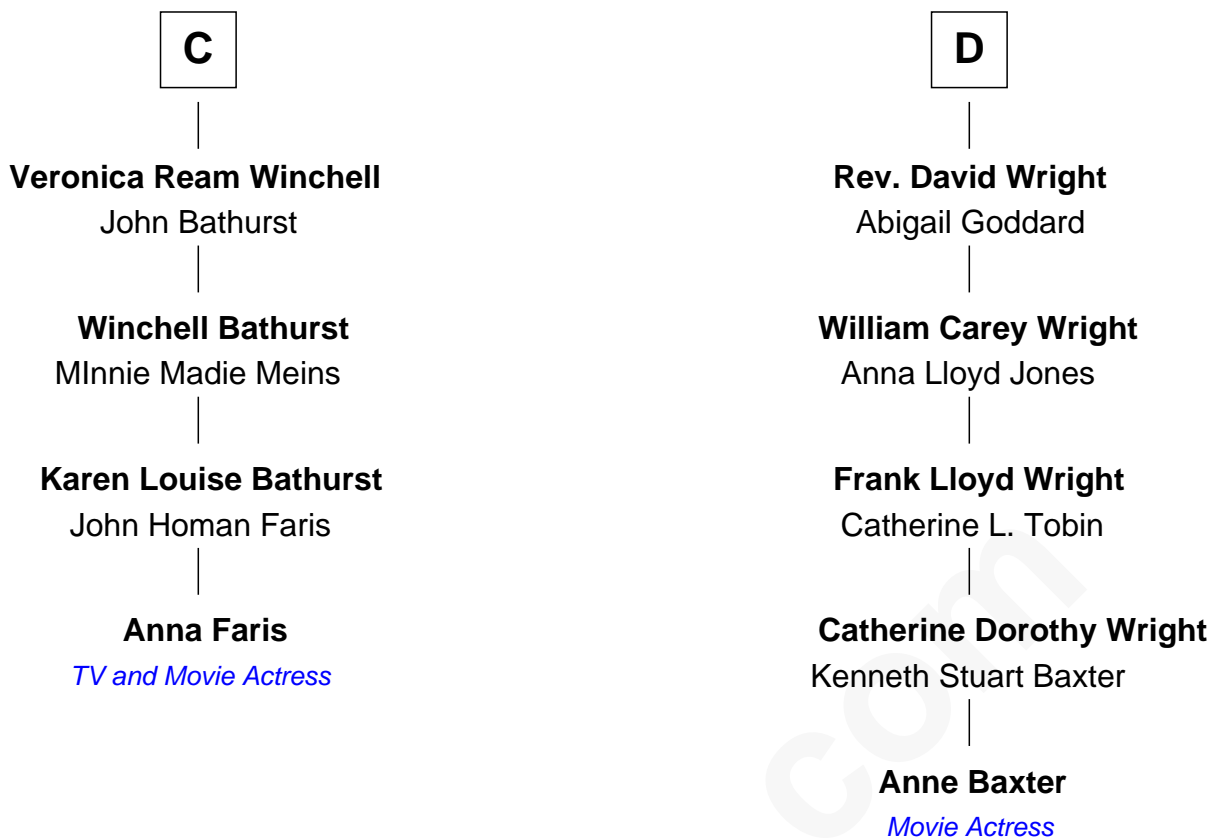 C
Veronica Ream Winchell
John Bathurst
Winchell Bathurst
MInnie Madie Meins
Karen Louise Bathurst
John Homan Faris
Anna Faris
TV and Movie Actress
D
Rev. David Wright
Abigail Goddard
William Carey Wright
Anna Lloyd Jones
Frank Lloyd Wright
Catherine L. Tobin
Catherine Dorothy Wright
Kenneth Stuart Baxter
Anne Baxter
Movie Actress
com